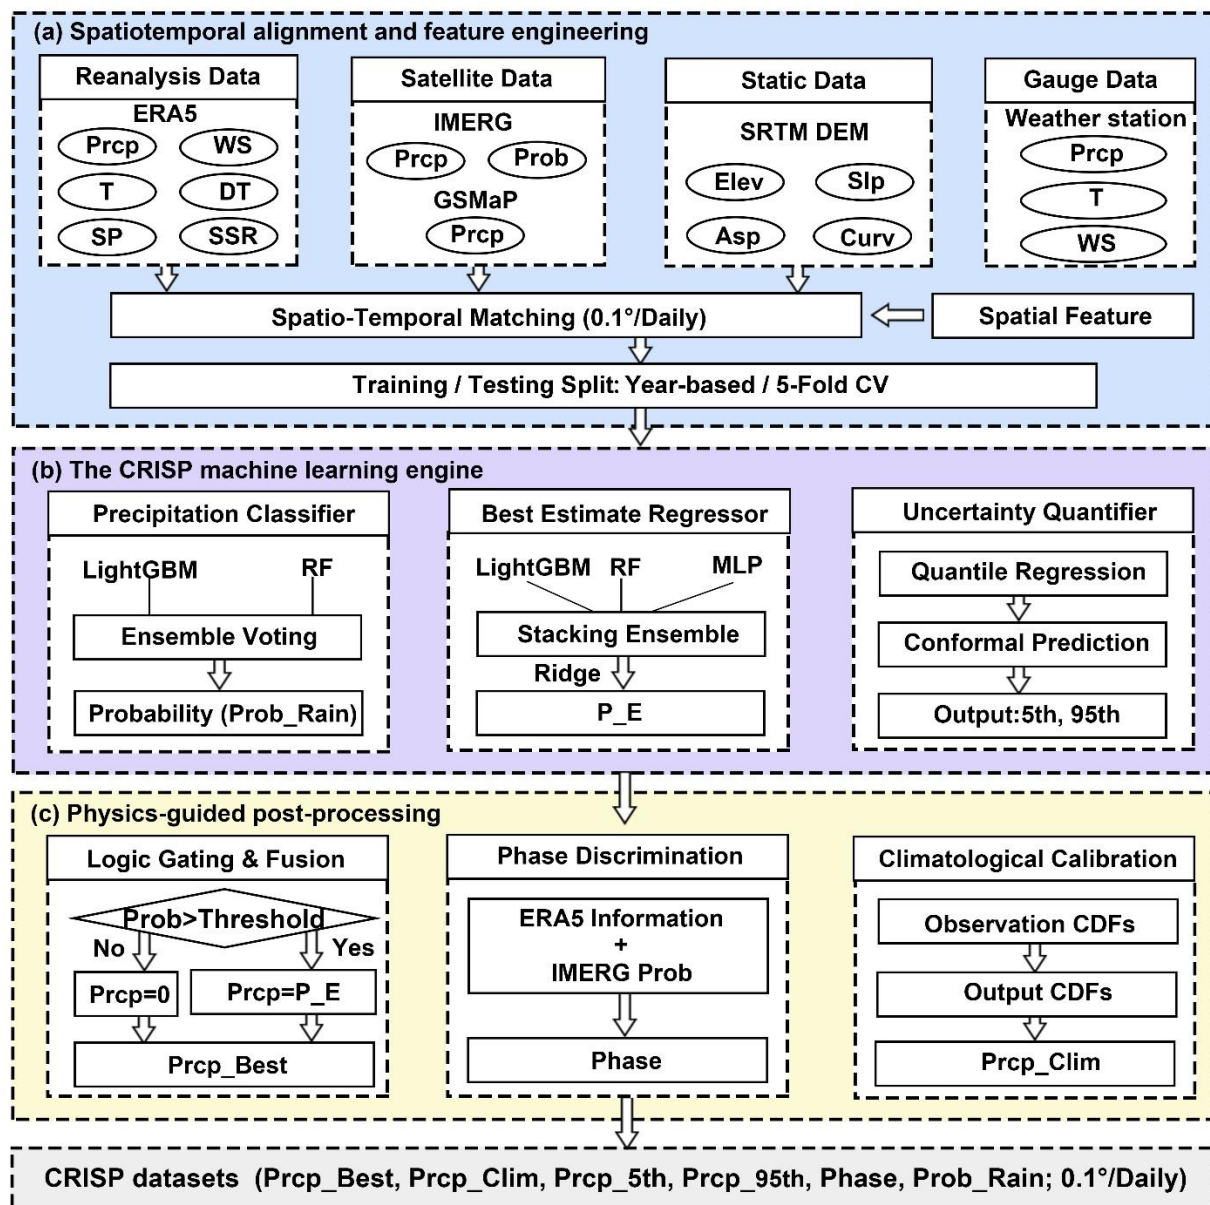 (a) Spatiotemporal alignment and feature engineering
Reanalysis Data
ERA5
Prcp
WS
T
DT
SP
SSR
Satellite Data
IMERG
Prcp
Prob
GSMaP
Prcp
Static Data
SRTM DEM
Elev
Slp
Asp
Curv
Gauge Data
Weather station
Prcp
T
WS
Spatio-Temporal Matching (0.1°/Daily)
Spatial Feature
Training / Testing Split: Year-based / 5-Fold CV
(b) The CRISP machine learning engine
Precipitation Classifier
LightGBM
RF
Ensemble Voting
Probability (Prob_Rain)
Best Estimate Regressor
LightGBM
RF
MLP
Stacking Ensemble
Ridge
P_E
Uncertainty Quantifier
Quantile Regression
Conformal Prediction
Output:5th, 95th
(c) Physics-guided post-processing
Logic Gating & Fusion
Prob>Threshold
No
Yes
Prcp=0
Prcp=P_E
Prcp_Best
Phase Discrimination
ERA5 Information
+
IMERG Prob
Phase
Climatological Calibration
Observation CDFs
Output CDFs
Prcp_Clim
CRISP datasets (Prcp_Best, Prcp_Clim, Prcp_5th, Prcp_95th, Phase, Prob_Rain; 0.1°/Daily)